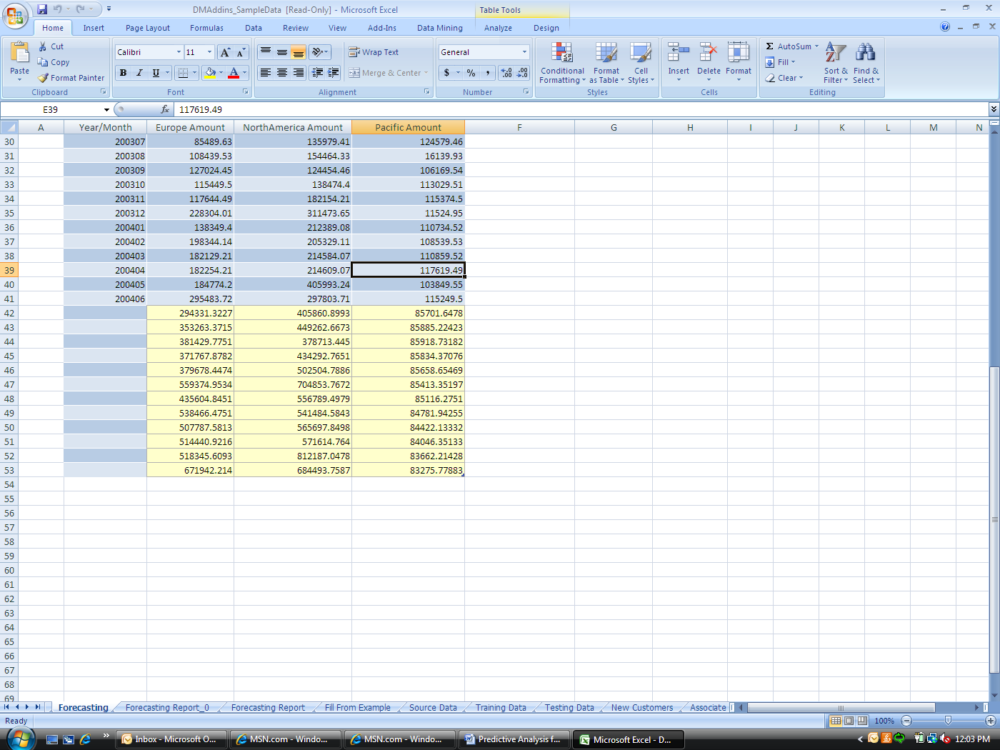 DMAddins_SampleData [Read-Only] - Microsoft Excel
Table Tools
Home Insert Page Layout Formulas Data Review View Add-Ins Data Mining Analyze Design
Paste
Cut
Copy
Format Painter
Clipboard
Calibri 11
B I U
Font
Wrap Text
Merge & Center
Alignment
General
$ % ,
Number
Conditional Formatting
Format as Table
Cell Styles
Styles
Insert Delete Format
Cells
Σ AutoSum
Fill
Clear
Sort & Filter
Find & Select
Editing
E39 fx 117619.49
A Year/Month Europe Amount NorthAmerica Amount Pacific Amount F G H I J K L M N
30 200307 85489.63 135979.41 124579.46
31 200308 108439.53 154464.33 16139.93
32 200309 127024.45 124454.46 106169.54
33 200310 115449.5 138474.4 113029.51
34 200311 117644.49 182154.21 115374.5
35 200312 228304.01 311473.65 11524.95
36 200401 138349.4 212389.08 110734.52
37 200402 198344.14 205329.11 108539.53
38 200403 182129.21 214584.07 110859.52
39 200404 182254.21 214609.07 117619.49
40 200405 184774.2 405993.24 103849.55
41 200406 295483.72 297803.71 115249.5
42 294331.3227 405860.8993 85701.6478
43 353263.3715 449262.6673 85885.22423
44 381429.7751 378713.445 85918.73182
45 371767.8782 434292.7651 85834.37076
46 379678.4474 502504.7886 85658.65469
47 559374.9534 704853.7672 85413.35197
48 435604.8451 556789.4979 85116.2751
49 538466.4751 541484.5843 84781.94255
50 507787.5813 565697.8498 84422.13332
51 514440.9216 571614.764 84046.35133
52 518345.6093 812187.0478 83662.21428
53 671942.214 684493.7587 83275.77883
54
55
56
57
58
59
60
61
62
63
64
65
66
67
68
69
Forecasting Forecasting Report_0 Forecasting Report Fill From Example Source Data Training Data Testing Data New Customers Associate
Ready 100%
Inbox - Microsoft O... MSN.com - Windo... MSN.com - Windo... Predictive Analysis f... Microsoft Excel - D... 12:03 PM